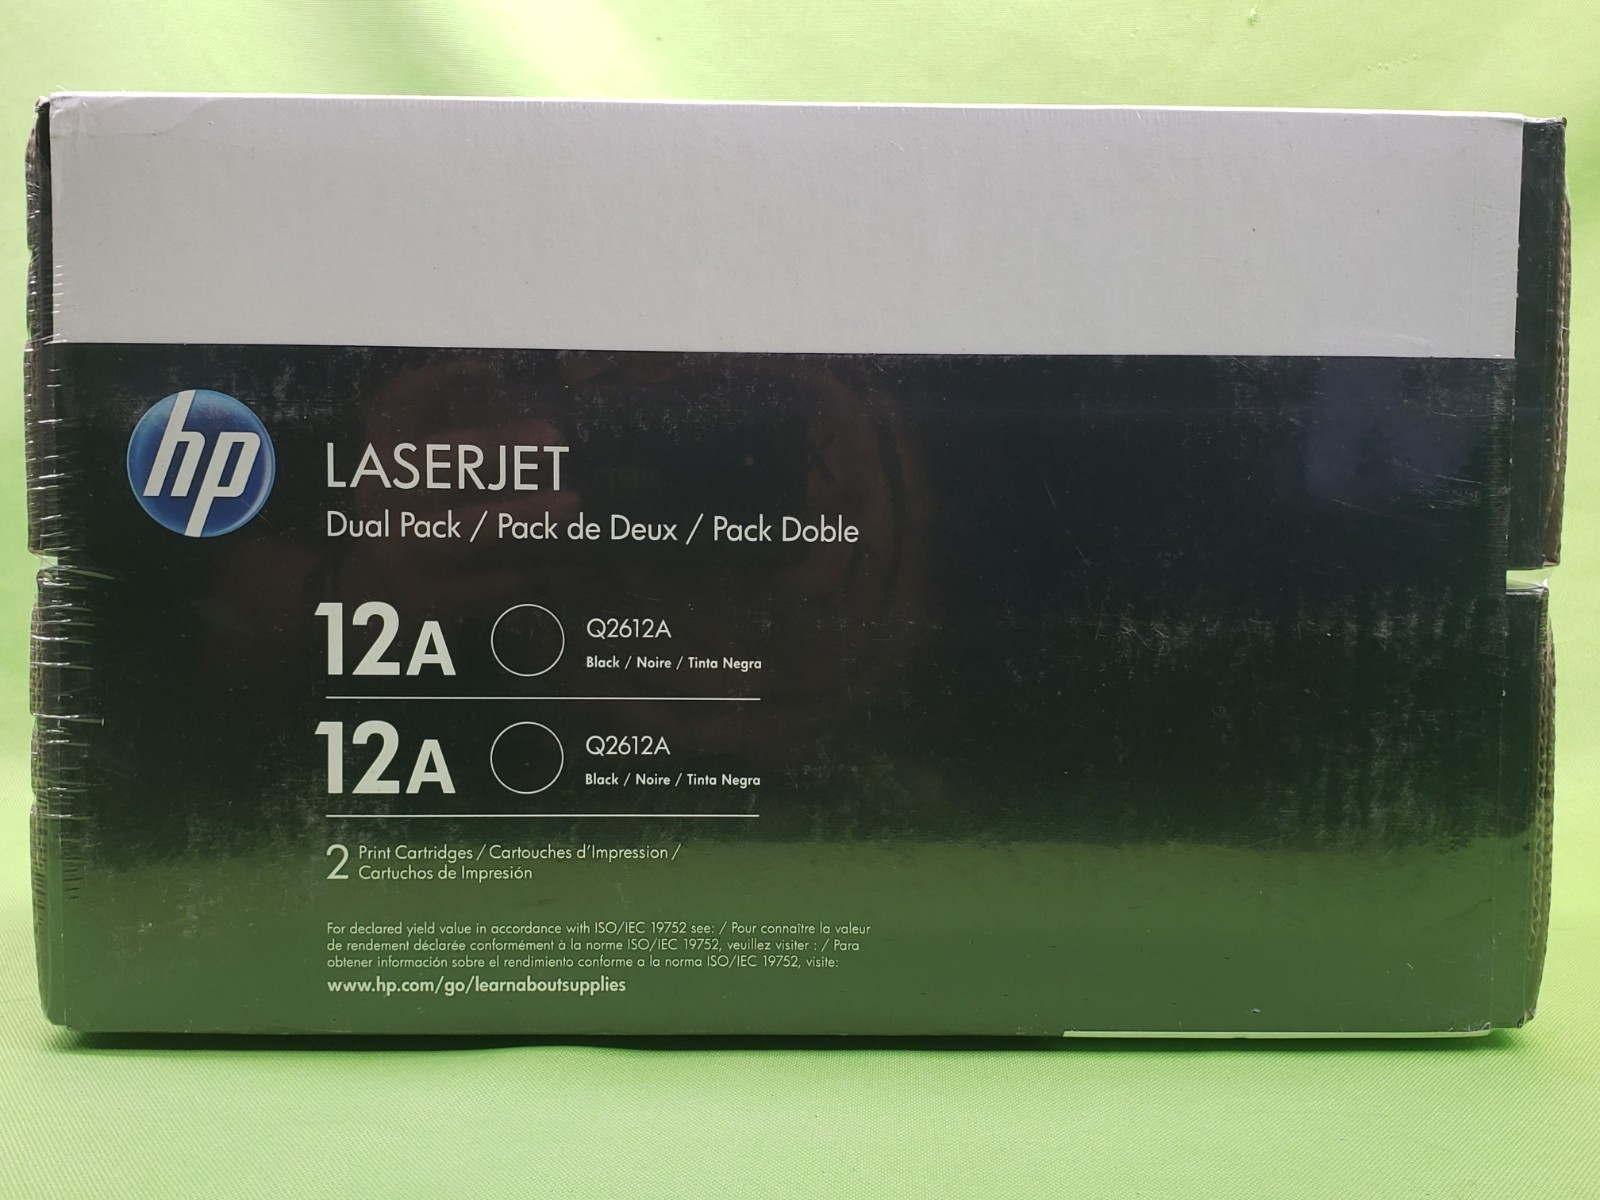 hp
LASERJET
Dual Pack / Pack de Deux / Pack Doble
12A Q2612A
Black / Noire / Tinta Negra
12A Q2612A
Black / Noire / Tinta Negra
2 Print Cartridges / Cartouches d'Impression /
Cartuchos de Impresión
For declared yield value in accordance with ISO/IEC 19752 see: / Pour connaître la valeur
de rendement déclarée conformément à la norme ISO/IEC 19752, veuillez visiter : / Para
obtener información sobre el rendimiento conforme a la norma ISO/IEC 19752, visite:
www.hp.com/go/learnaboutsupplies